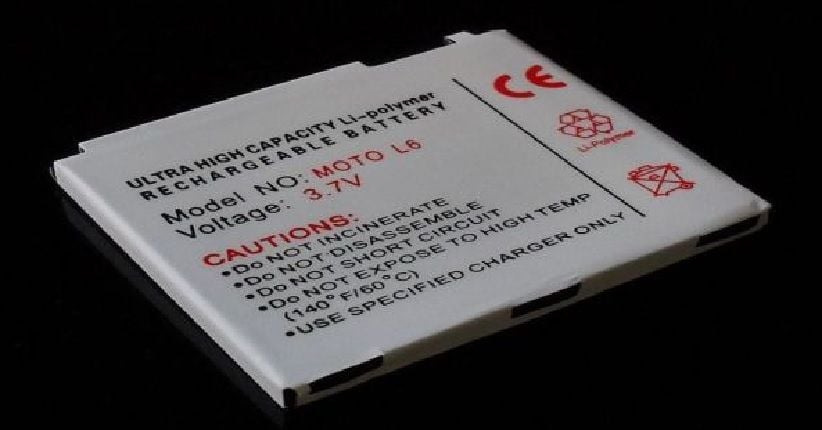 ULTRA HIGH CAPACITY Li-polymer
RECHARGEABLE BATTERY
Model NO: MOTO L6
Voltage: 3.7V
CAUTIONS:
•Do NOT INCINERATE
•Do NOT DISASSEMBLE
•Do NOT SHORT CIRCUIT
•Do NOT EXPOSE TO HIGH TEMP
(140°F/60°C)
•USE SPECIFIED CHARGER ONLY
CE
Li-Polymer